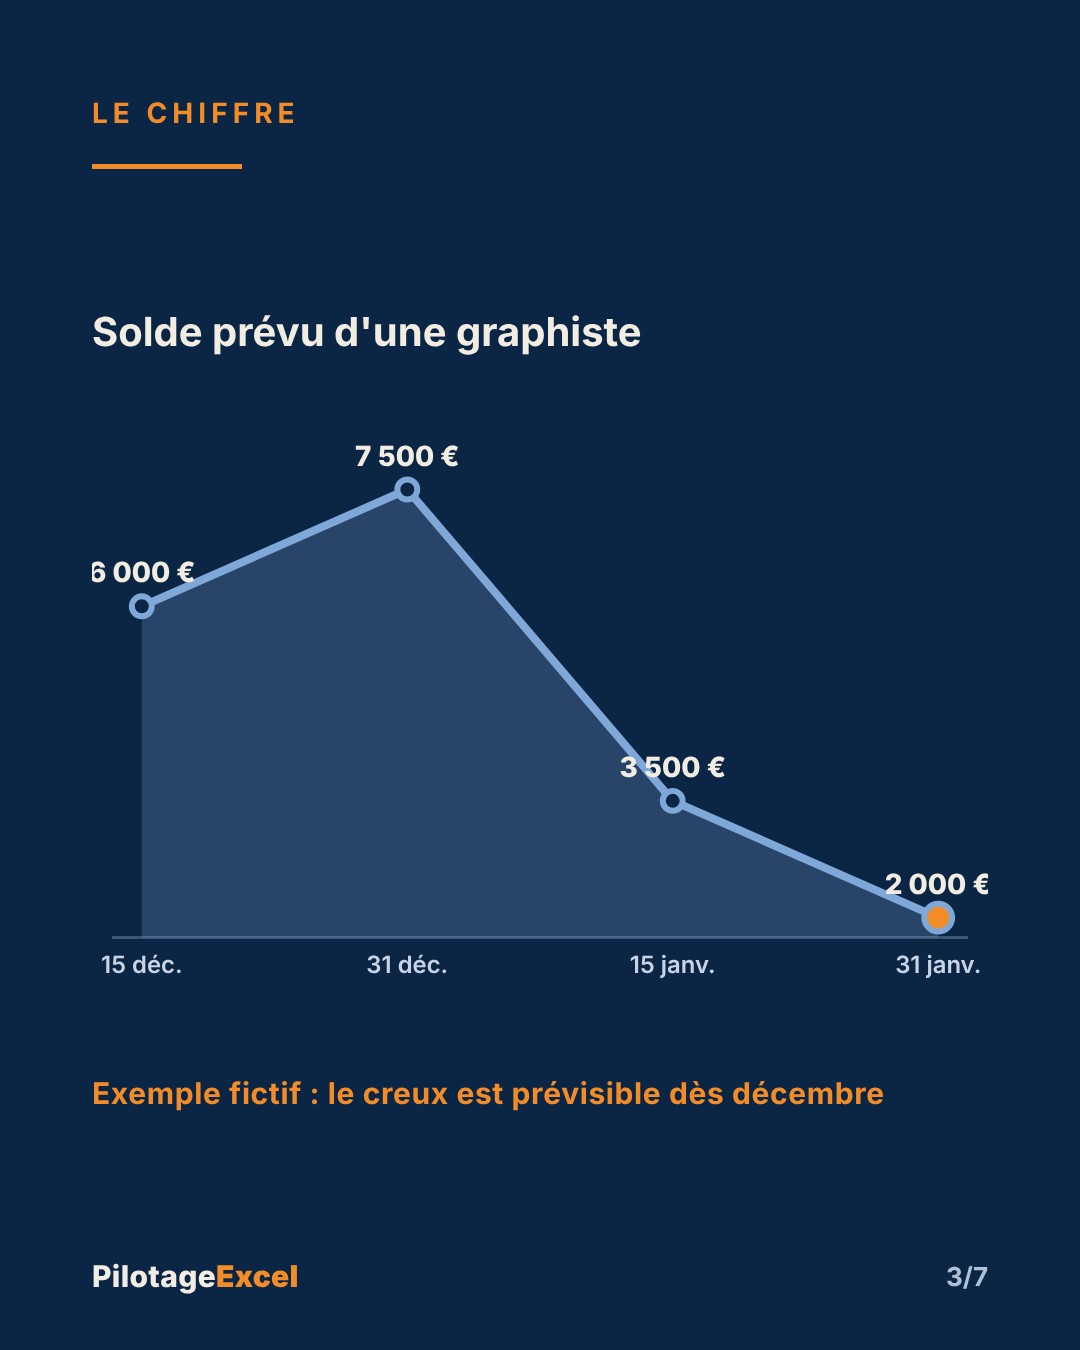 LE CHIFFRE
Solde prévu d'une graphiste
7 500 €
6 000 €
3 500 €
2 000 €
15 déc.
31 déc.
15 janv.
31 janv.
Exemple fictif : le creux est prévisible dès décembre
PilotageExcel
3/7